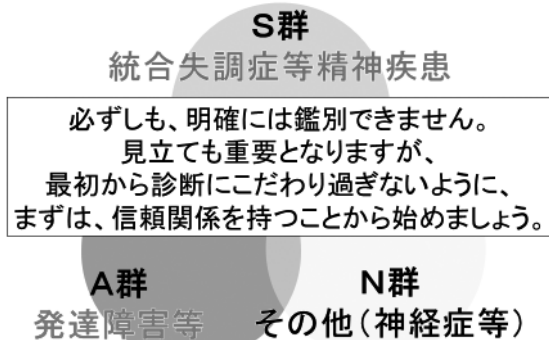 S群
統合失調症等精神疾患
必ずしも、明確には鑑別できません。
見立ても重要となりますが、
最初から診断にこだわり過ぎないように、
まずは、信頼関係を持つことから始めましょう。
A群
発達障害等
N群
その他（神経症等）